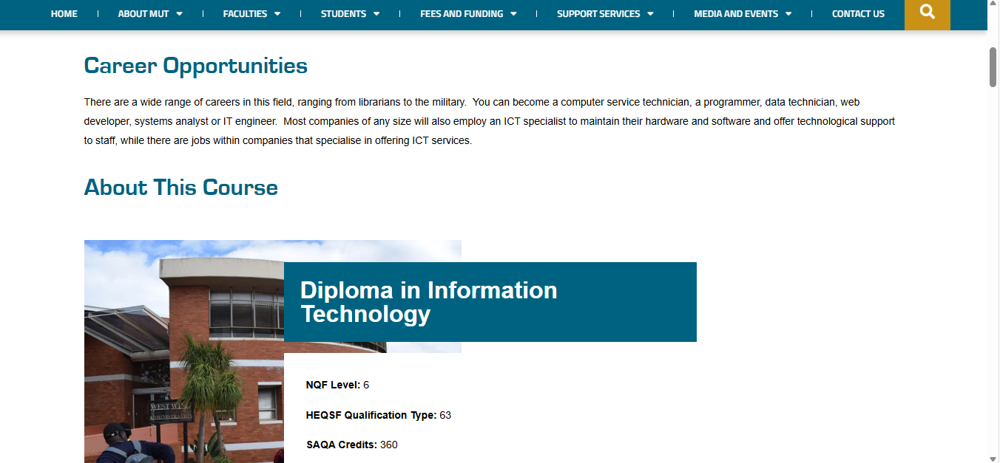 HOME | ABOUT MUT | FACULTIES | STUDENTS | FEES AND FUNDING | SUPPORT SERVICES | MEDIA AND EVENTS | CONTACT US
Career Opportunities
There are a wide range of careers in this field, ranging from librarians to the military.  You can become a computer service technician, a programmer, data technician, web
developer, systems analyst or IT engineer.  Most companies of any size will also employ an ICT specialist to maintain their hardware and software and offer technological support
to staff, while there are jobs within companies that specialise in offering ICT services.
About This Course
Diploma in Information
Technology
NQF Level: 6
HEQSF Qualification Type: 63
WEST WING
ADMINISTRATION
SAQA Credits: 360